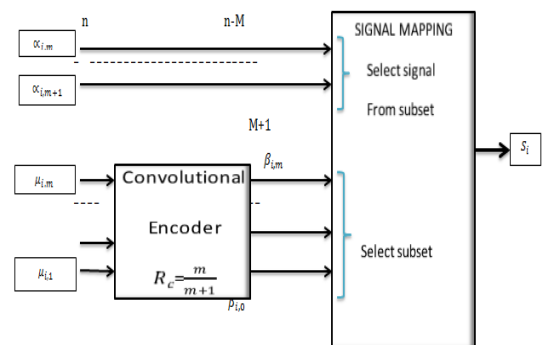 n n-M
SIGNAL MAPPING
∝i.m
Select signal
∝i,m+1
From subset
M+1
βi,m
Si
μi.m
Convolutional
Encoder
Select subset
μi,1
Rc=m/m+1
βi,0